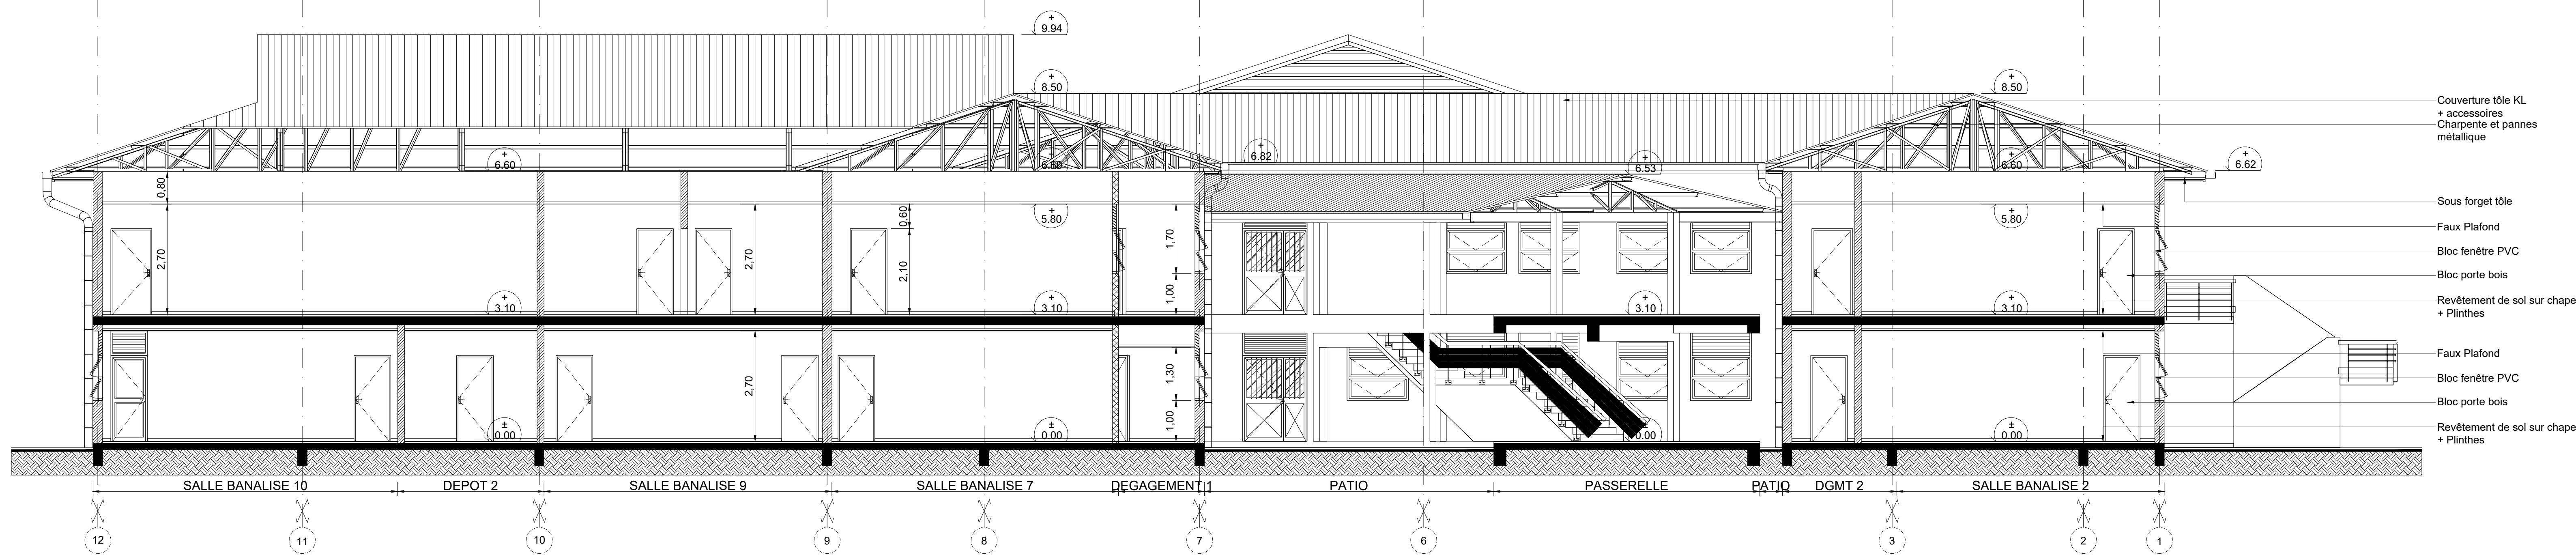 +
9.94
+
8.50
+
8.50
Couverture tôle KL
+ accessoires
Charpente et pannes
métallique
+
6.60
+
6.60
+
6.82
+
6.53
+
6.60
+
6.62
0,80
2,70
2,70
0,60
2,10
+
5.80
1,70
1,00
+
5.80
Sous forget tôle
Faux Plafond
Bloc fenêtre PVC
Bloc porte bois
Revêtement de sol sur chape
+ Plinthes
+
3.10
+
3.10
+
3.10
+
3.10
2,70
1,30
1,00
Faux Plafond
Bloc fenêtre PVC
Bloc porte bois
Revêtement de sol sur chape
+ Plinthes
±
0.00
±
0.00
±
0.00
±
0.00
SALLE BANALISE 10
DEPOT 2
SALLE BANALISE 9
SALLE BANALISE 7
DEGAGEMENT 1
PATIO
PASSERELLE
PATIO
DGMT 2
SALLE BANALISE 2
12
11
10
9
8
7
6
3
2
1